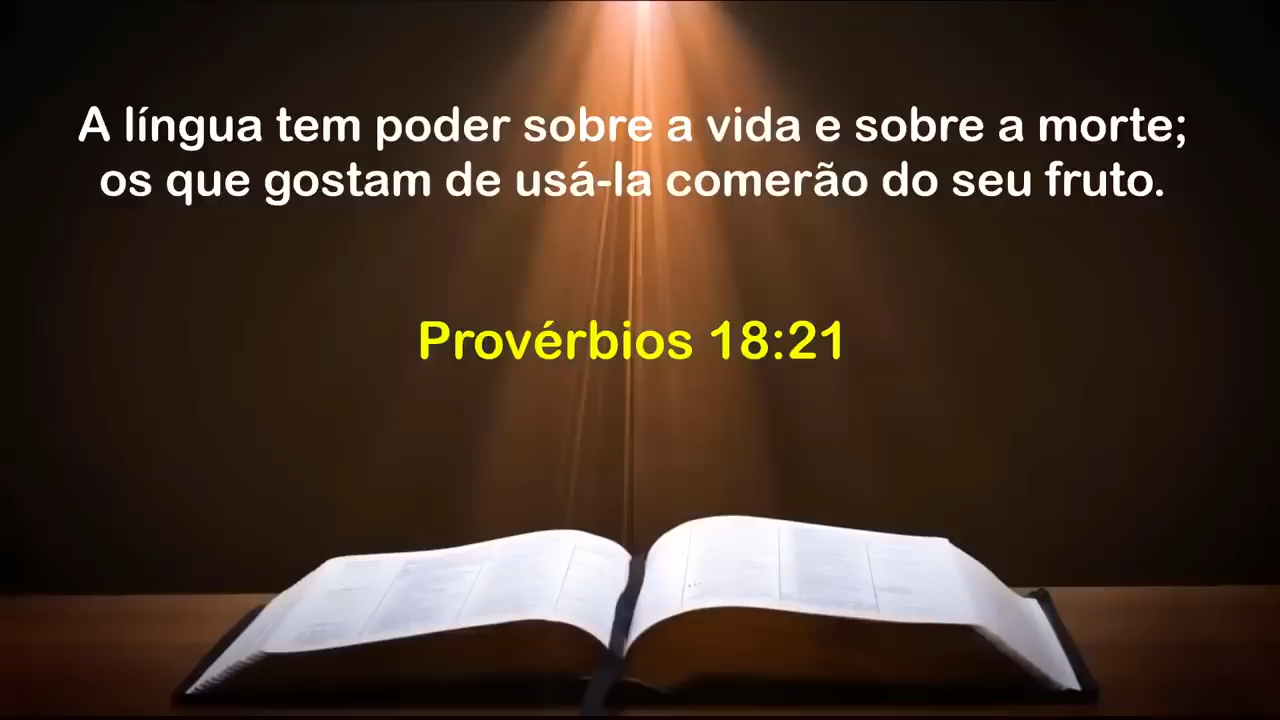 A língua tem poder sobre a vida e sobre a morte;
os que gostam de usá-la comerão do seu fruto.
Provérbios 18:21